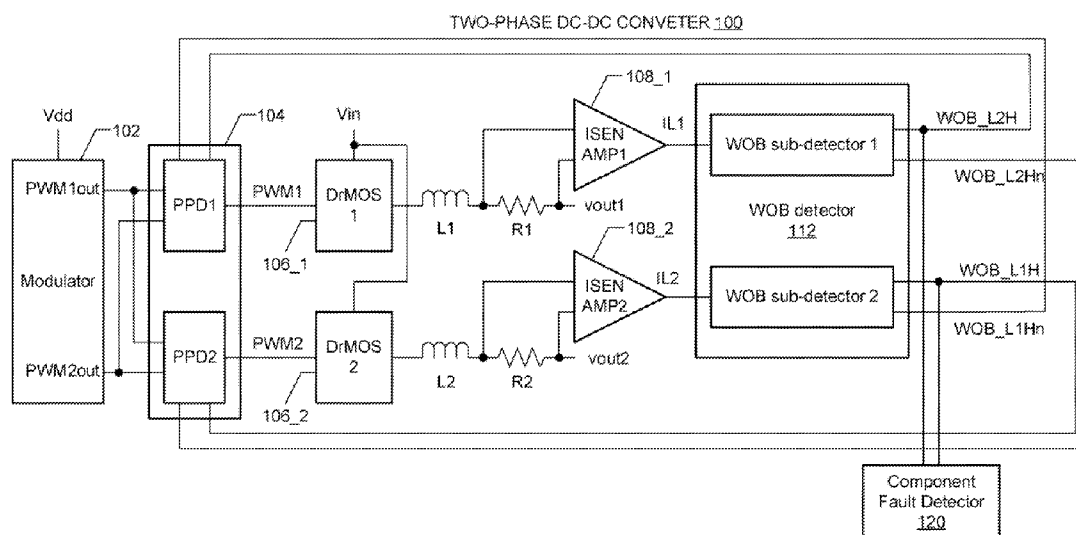 TWO-PHASE DC-DC CONVETER 100
108_1
Vdd
102
104
Vin
ISEN
AMP1
IL1
WOB sub-detector 1
WOB_L2H
PWM1out
PPD1
PWM1
DrMOS
1
L1
R1
vout1
WOB_L2Hn
WOB detector
112
106_1
108_2
Modulator
ISEN
AMP2
IL2
WOB sub-detector 2
WOB_L1H
PWM2out
PPD2
PWM2
DrMOS
2
L2
R2
vout2
WOB_L1Hn
106_2
Component
Fault Detector
120